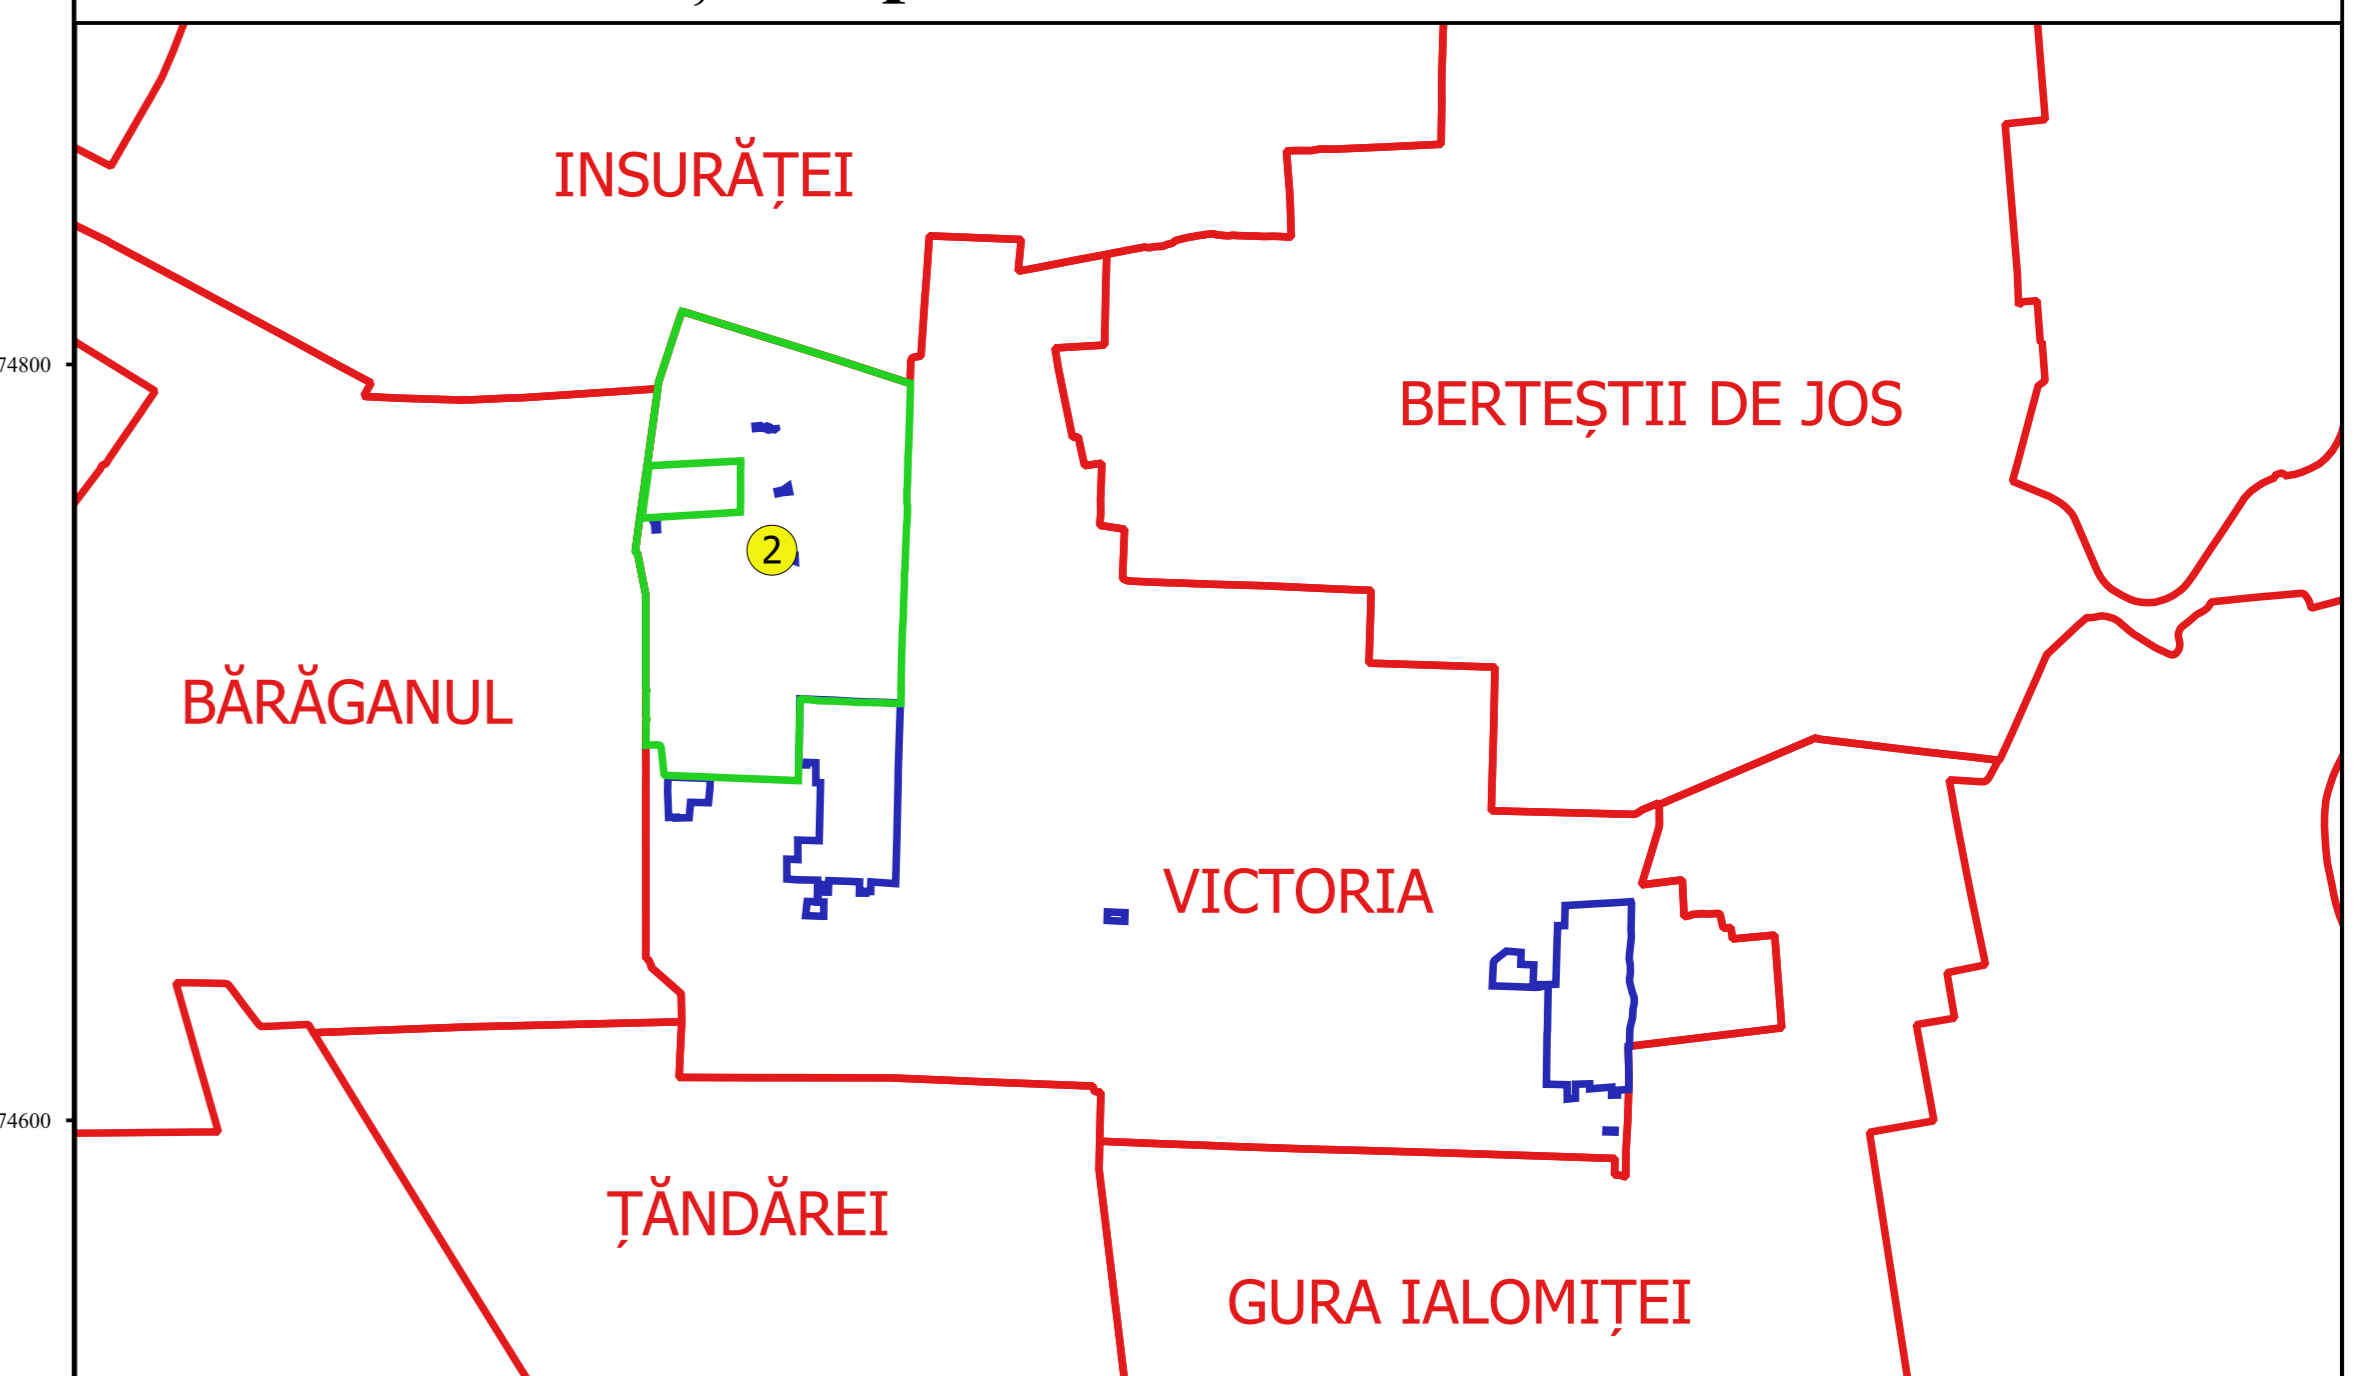 INSURĂȚEI
74800
BERTEȘTII DE JOS
2
BĂRĂGANUL
VICTORIA
74600
ȚĂNDĂREI
GURA IALOMIȚEI